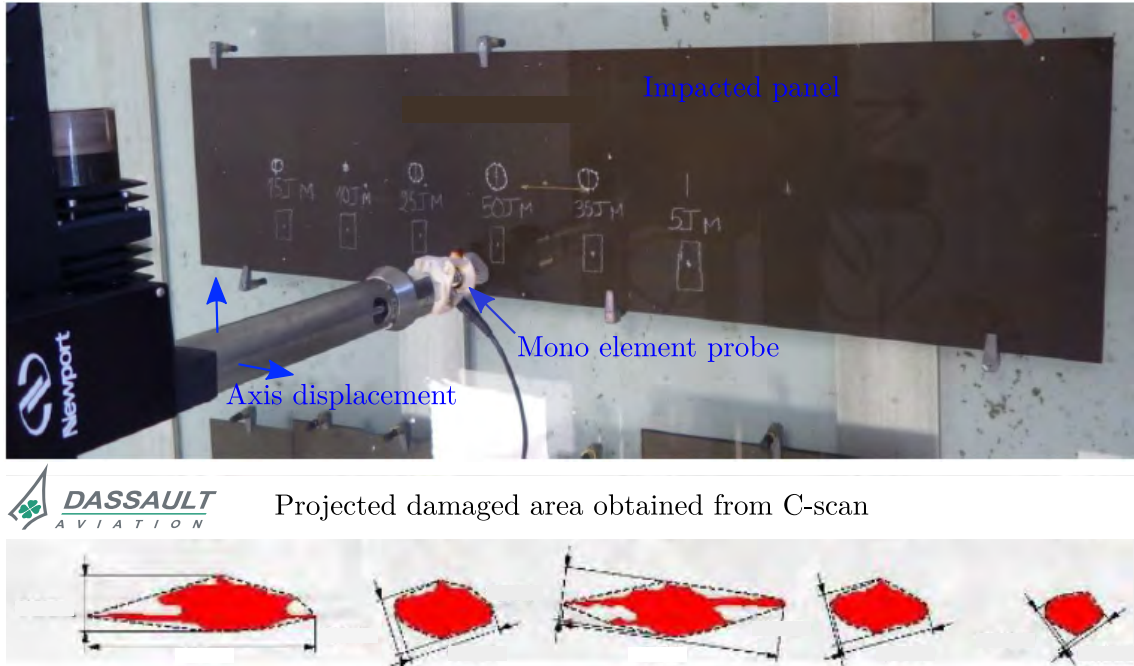 Impacted panel
15J M
10J M
25J M
50J M
35J M
5J M
Mono element probe
Axis displacement
Newport
DASSAULT
AVIATION
Projected damaged area obtained from C-scan